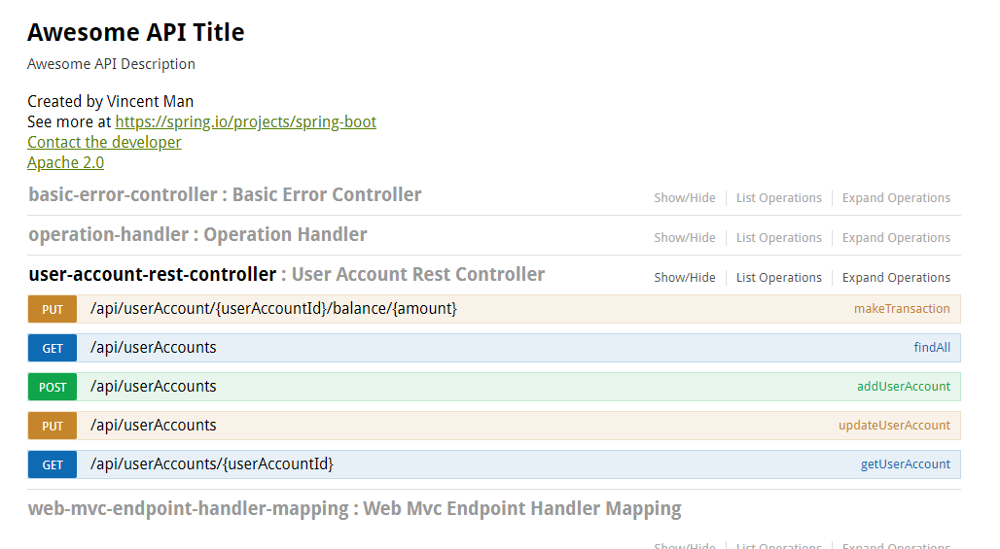 Awesome API Title
Awesome API Description
Created by Vincent Man
See more at https://spring.io/projects/spring-boot
Contact the developer
Apache 2.0
basic-error-controller : Basic Error Controller Show/Hide List Operations Expand Operations
operation-handler : Operation Handler Show/Hide List Operations Expand Operations
user-account-rest-controller : User Account Rest Controller Show/Hide List Operations Expand Operations
PUT /api/userAccount/{userAccountId}/balance/{amount} makeTransaction
GET /api/userAccounts findAll
POST /api/userAccounts addUserAccount
PUT /api/userAccounts updateUserAccount
GET /api/userAccounts/{userAccountId} getUserAccount
web-mvc-endpoint-handler-mapping : Web Mvc Endpoint Handler Mapping
Show/Hide List Operations Expand Operations